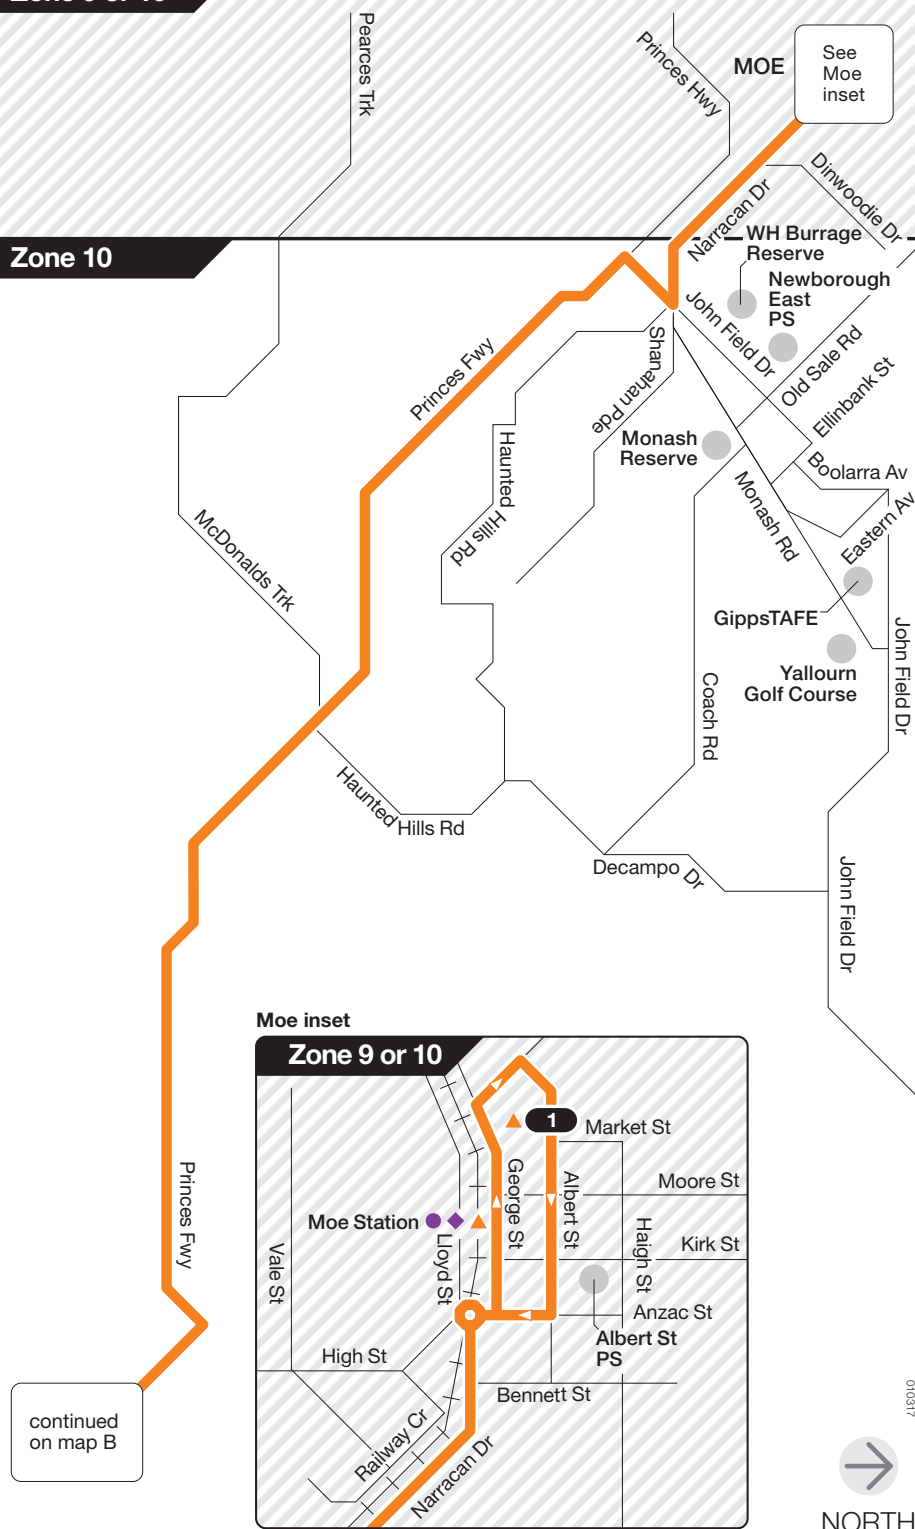 Pearces Trk
Princes Hwy
MOE
See
Moe
inset
Narracan Dr
Dinwoodie Dr
Zone 10
WH Burrage
Reserve
Newborough
East
PS
John Field Dr
Old Sale Rd
Ellinbank St
Princes Fwy
Shanahan Pde
Haunted
Hills Rd
Monash
Reserve
Boolarra Av
Monash Rd
Eastern Av
McDonalds Trk
GippsTAFE
Yallourn
Golf Course
John Field Dr
Coach Rd
Haunted
Hills Rd
Decampo Dr
John Field Dr
Princes Fwy
continued
on map B
Moe inset
Zone 9 or 10
1
Market St
George St
Albert St
Moore St
Moe Station
Lloyd St
Haigh St
Kirk St
Vale St
Anzac St
Albert St
PS
High St
Bennett St
Railway Cr
Narracan Dr
010317
NORTH